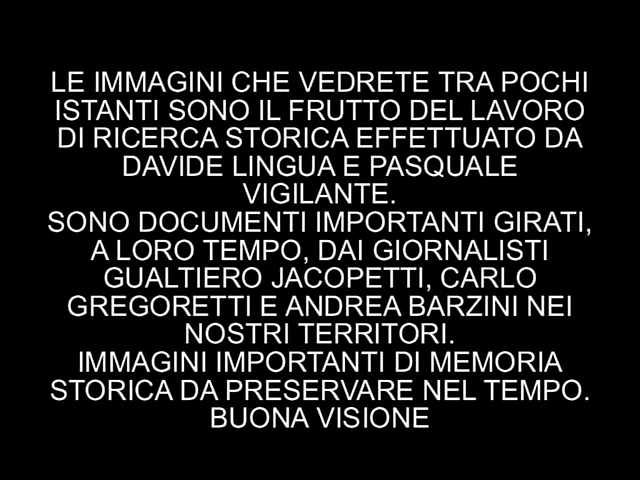 LE IMMAGINI CHE VEDRETE TRA POCHI
ISTANTI SONO IL FRUTTO DEL LAVORO
DI RICERCA STORICA EFFETTUATO DA
DAVIDE LINGUA E PASQUALE
VIGILANTE.
SONO DOCUMENTI IMPORTANTI GIRATI,
A LORO TEMPO, DAI GIORNALISTI
GUALTIERO JACOPETTI, CARLO
GREGORETTI E ANDREA BARZINI NEI
NOSTRI TERRITORI.
IMMAGINI IMPORTANTI DI MEMORIA
STORICA DA PRESERVARE NEL TEMPO.
BUONA VISIONE